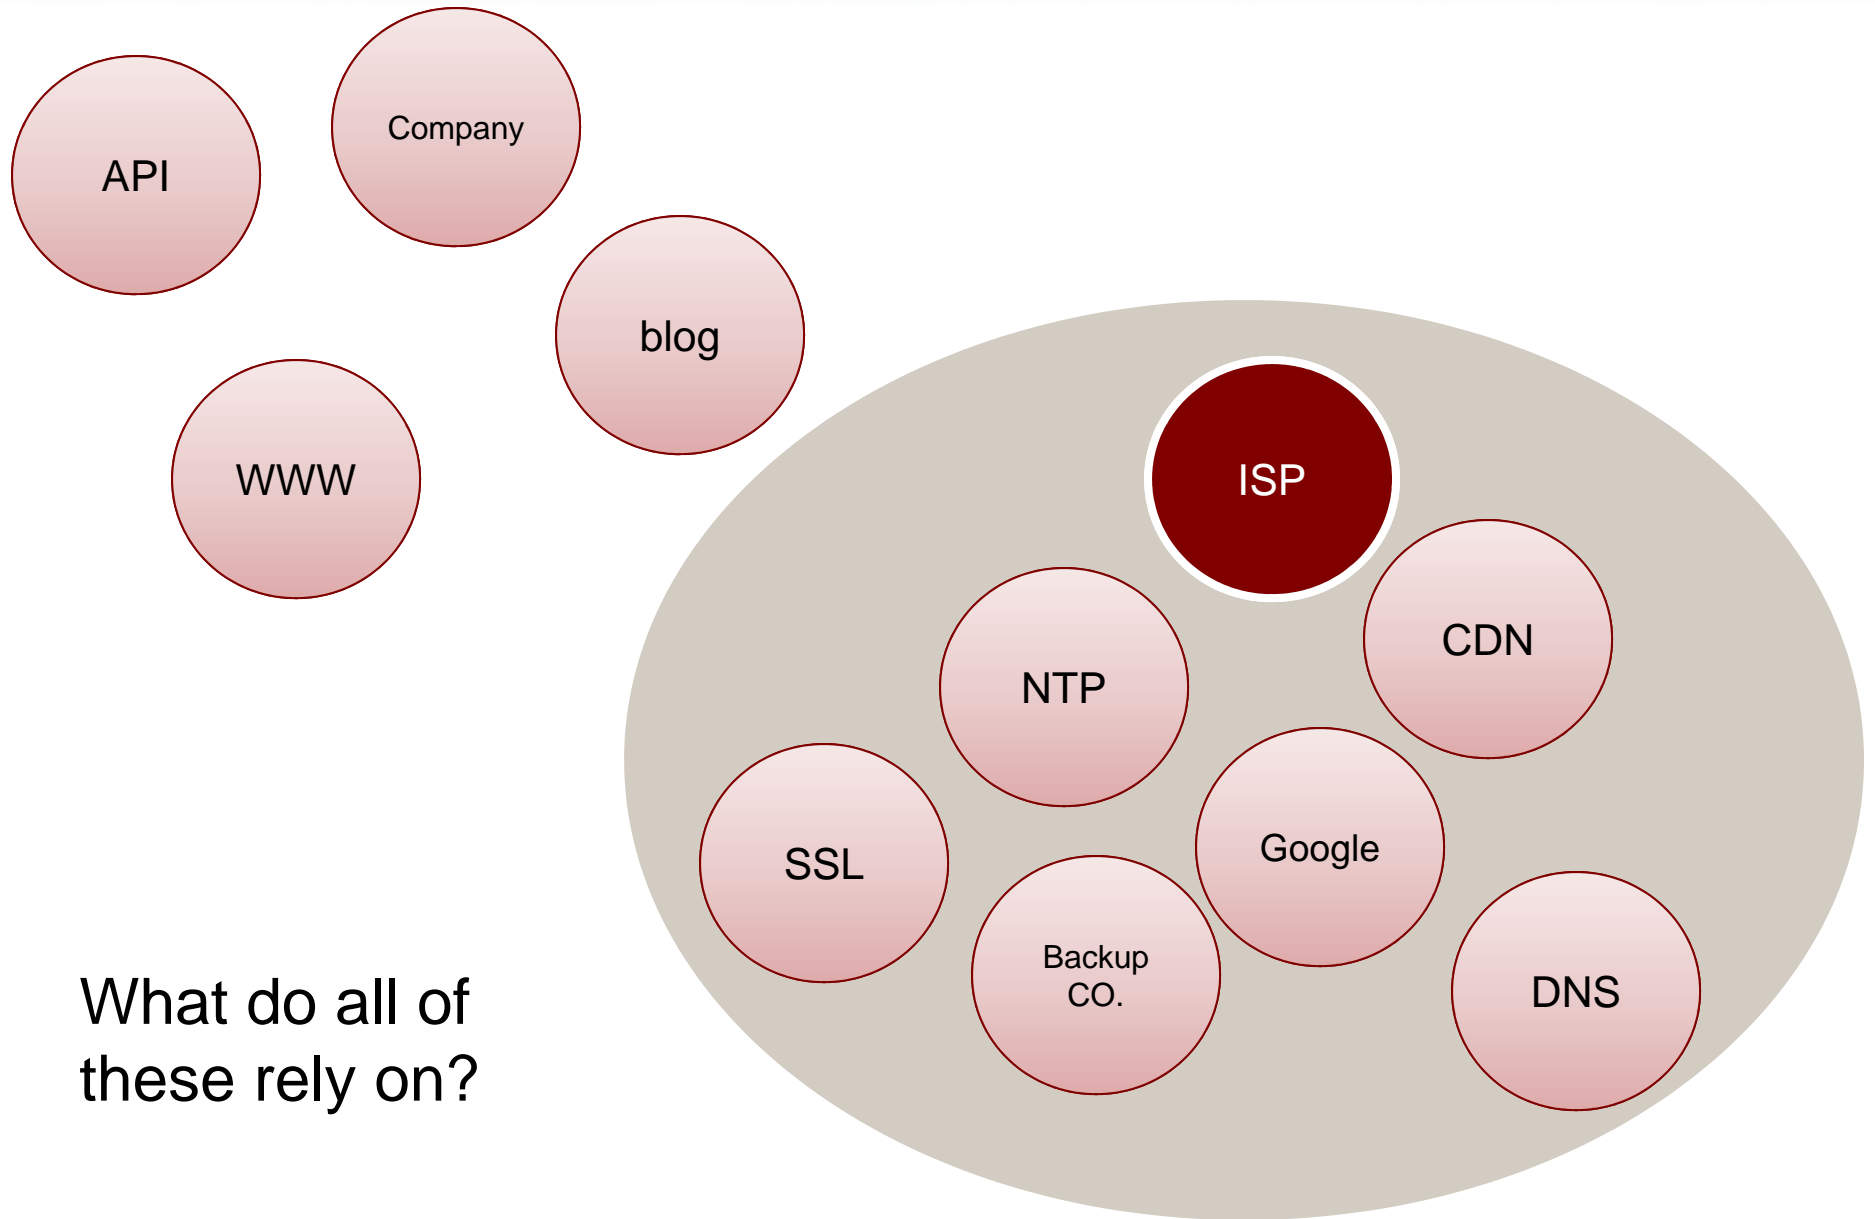 Company
API
blog
WWW
ISP
CDN
NTP
Google
SSL
Backup
CO.
DNS
What do all of
these rely on?